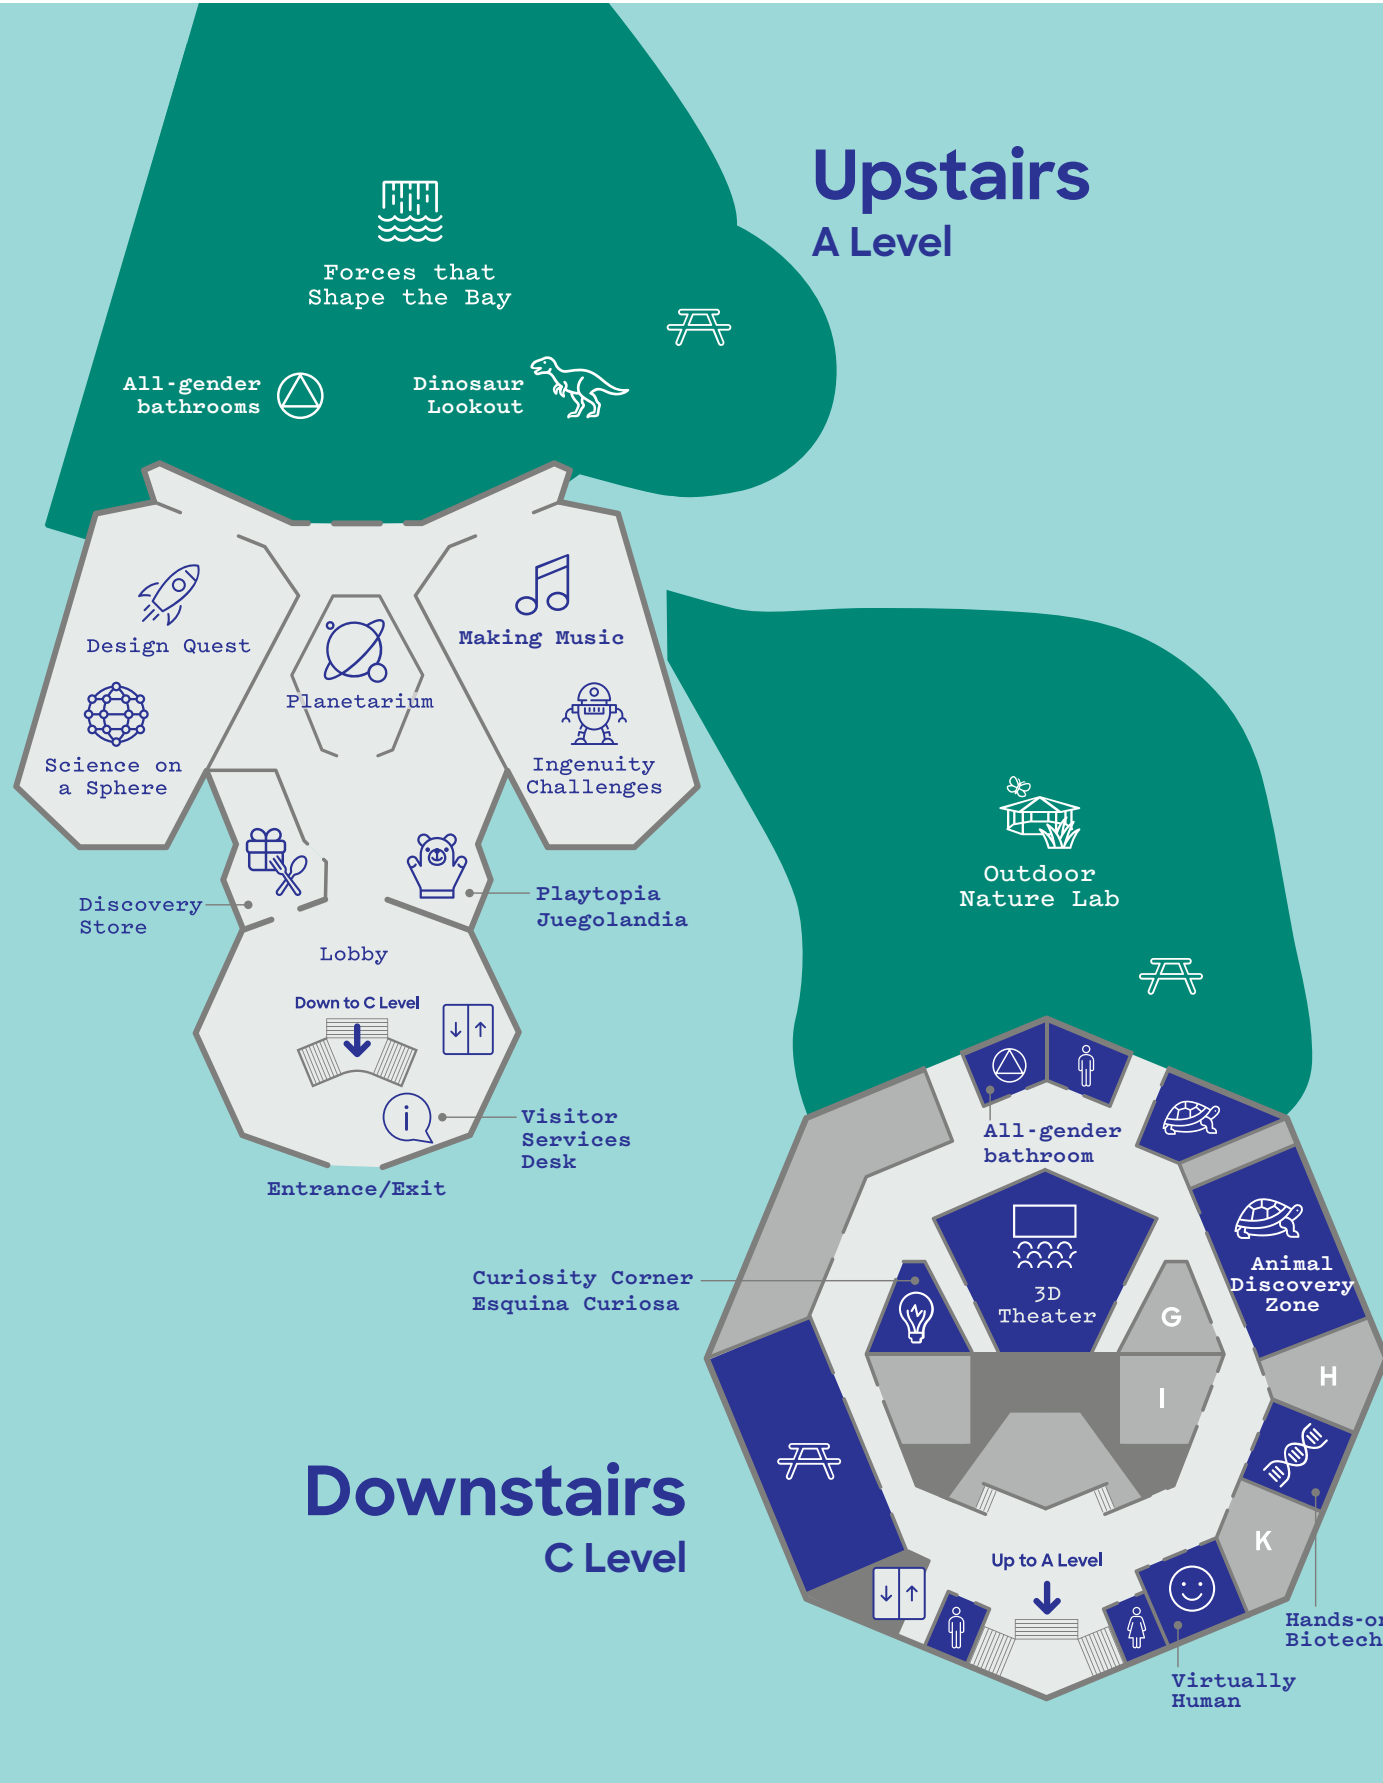 Upstairs
A Level
Forces that
Shape the Bay
All-gender
bathrooms
Dinosaur
Lookout
Design Quest
Making Music
Planetarium
Science on
a Sphere
Ingenuity
Challenges
Discovery
Store
Playtopia
Juegolandia
Lobby
Down to C Level
i
Visitor
Services
Desk
Entrance/Exit
Outdoor
Nature Lab
All-gender
bathroom
Curiosity Corner
Esquina Curiosa
3D
Theater
Animal
Discovery
Zone
G
H
I
K
Downstairs
C Level
Up to A Level
Hands-on
Biotech
Virtually
Human